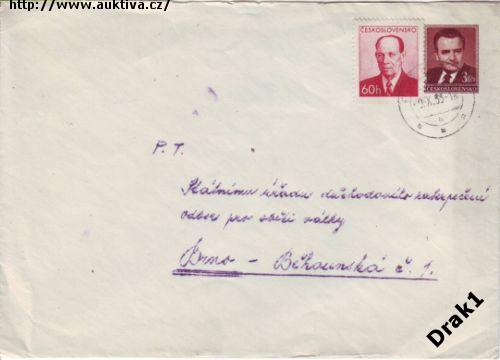 http://www.auktiva.cz/
ČESKOSLOVENSKO
60h
ČESKOSLOVENSKO
P. T.
Státnímu úřadu důchodového zabezpečení
odbor pro oběti války
Brno - Běhounská č. 1.
Drak1